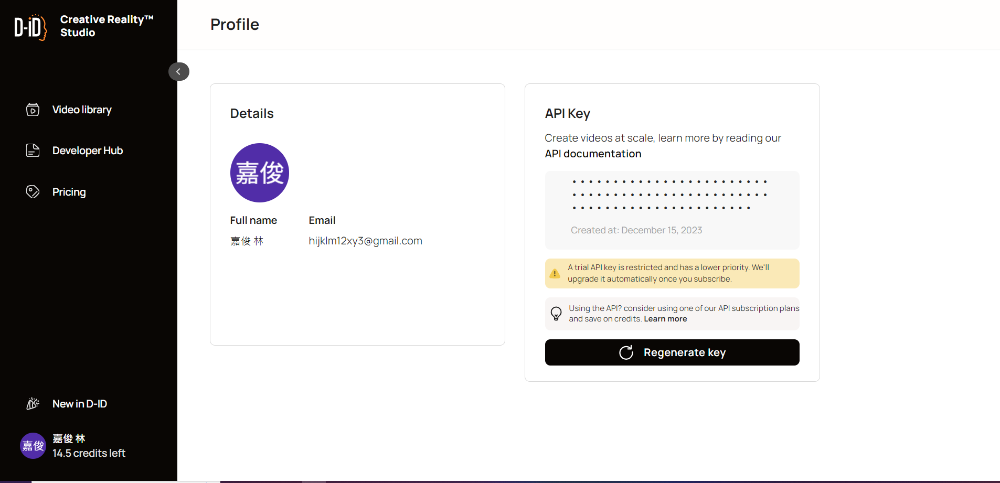 D-iD
Creative Reality™
Studio
Video library
Developer Hub
Pricing
New in D-ID
嘉俊
嘉俊 林
14.5 credits left
Profile
Details
嘉俊
Full name
Email
嘉俊 林
hijklm12xy3@gmail.com
API Key
Create videos at scale, learn more by reading our
API documentation
• • • • • • • • • • • • • • • • • • • • • • • •
• • • • • • • • • • • • • • • • • • • • • • • •
• • • • • • • • • • • • • • • • • • • • • •
Created at: December 15, 2023
A trial API key is restricted and has a lower priority. We'll
upgrade it automatically once you subscribe.
Using the API? consider using one of our API subscription plans
and save on credits. Learn more
Regenerate key